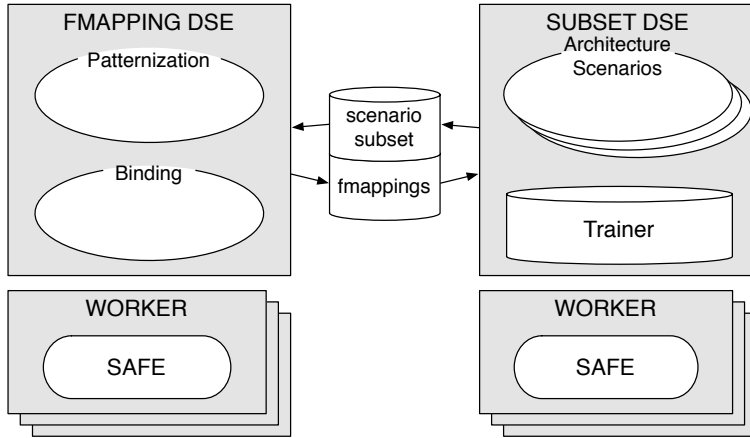 FMAPPING DSE
Patternization
Binding
scenario
subset
fmappings
SUBSET DSE
Architecture
Scenarios
Trainer
WORKER
SAFE
WORKER
SAFE